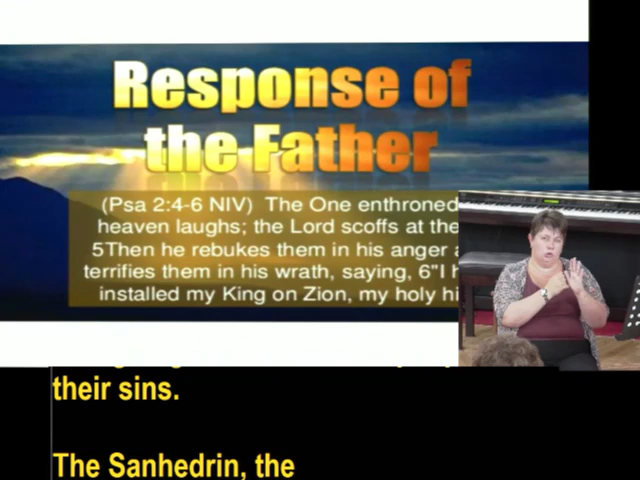 Response of
the Father
(Psa 2:4-6 NIV) The One enthroned
heaven laughs; the Lord scoffs at the
5Then he rebukes them in his anger
terrifies them in his wrath, saying, 6"I
installed my King on Zion, my holy
their sins.
The Sanhedrin, the